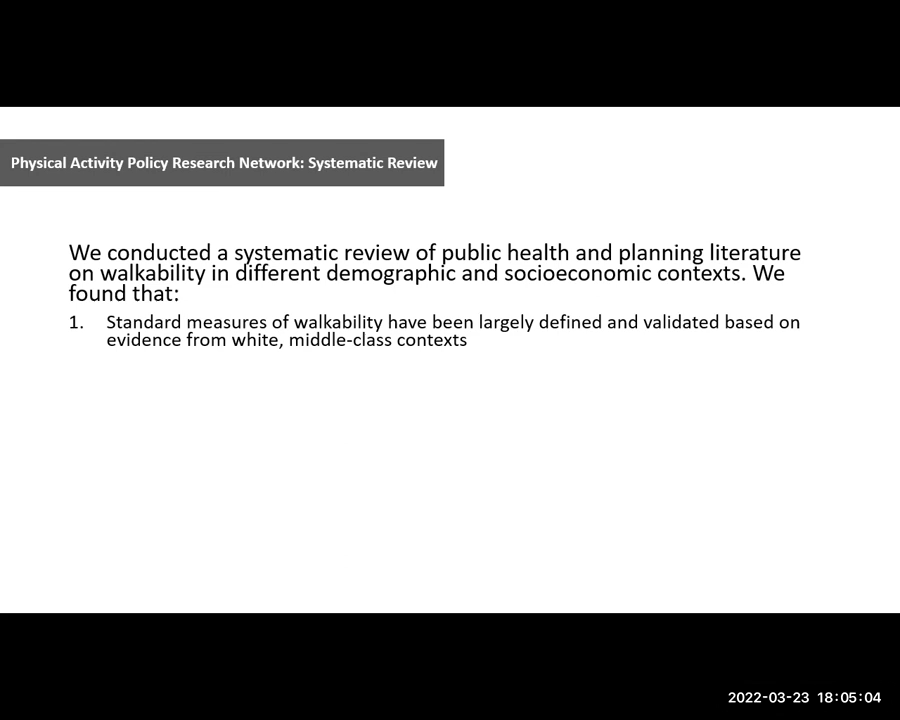 Physical Activity Policy Research Network: Systematic Review
We conducted a systematic review of public health and planning literature
on walkability in different demographic and socioeconomic contexts. We
found that:
1. Standard measures of walkability have been largely defined and validated based on
evidence from white, middle-class contexts
2022-03-23 18:05:04